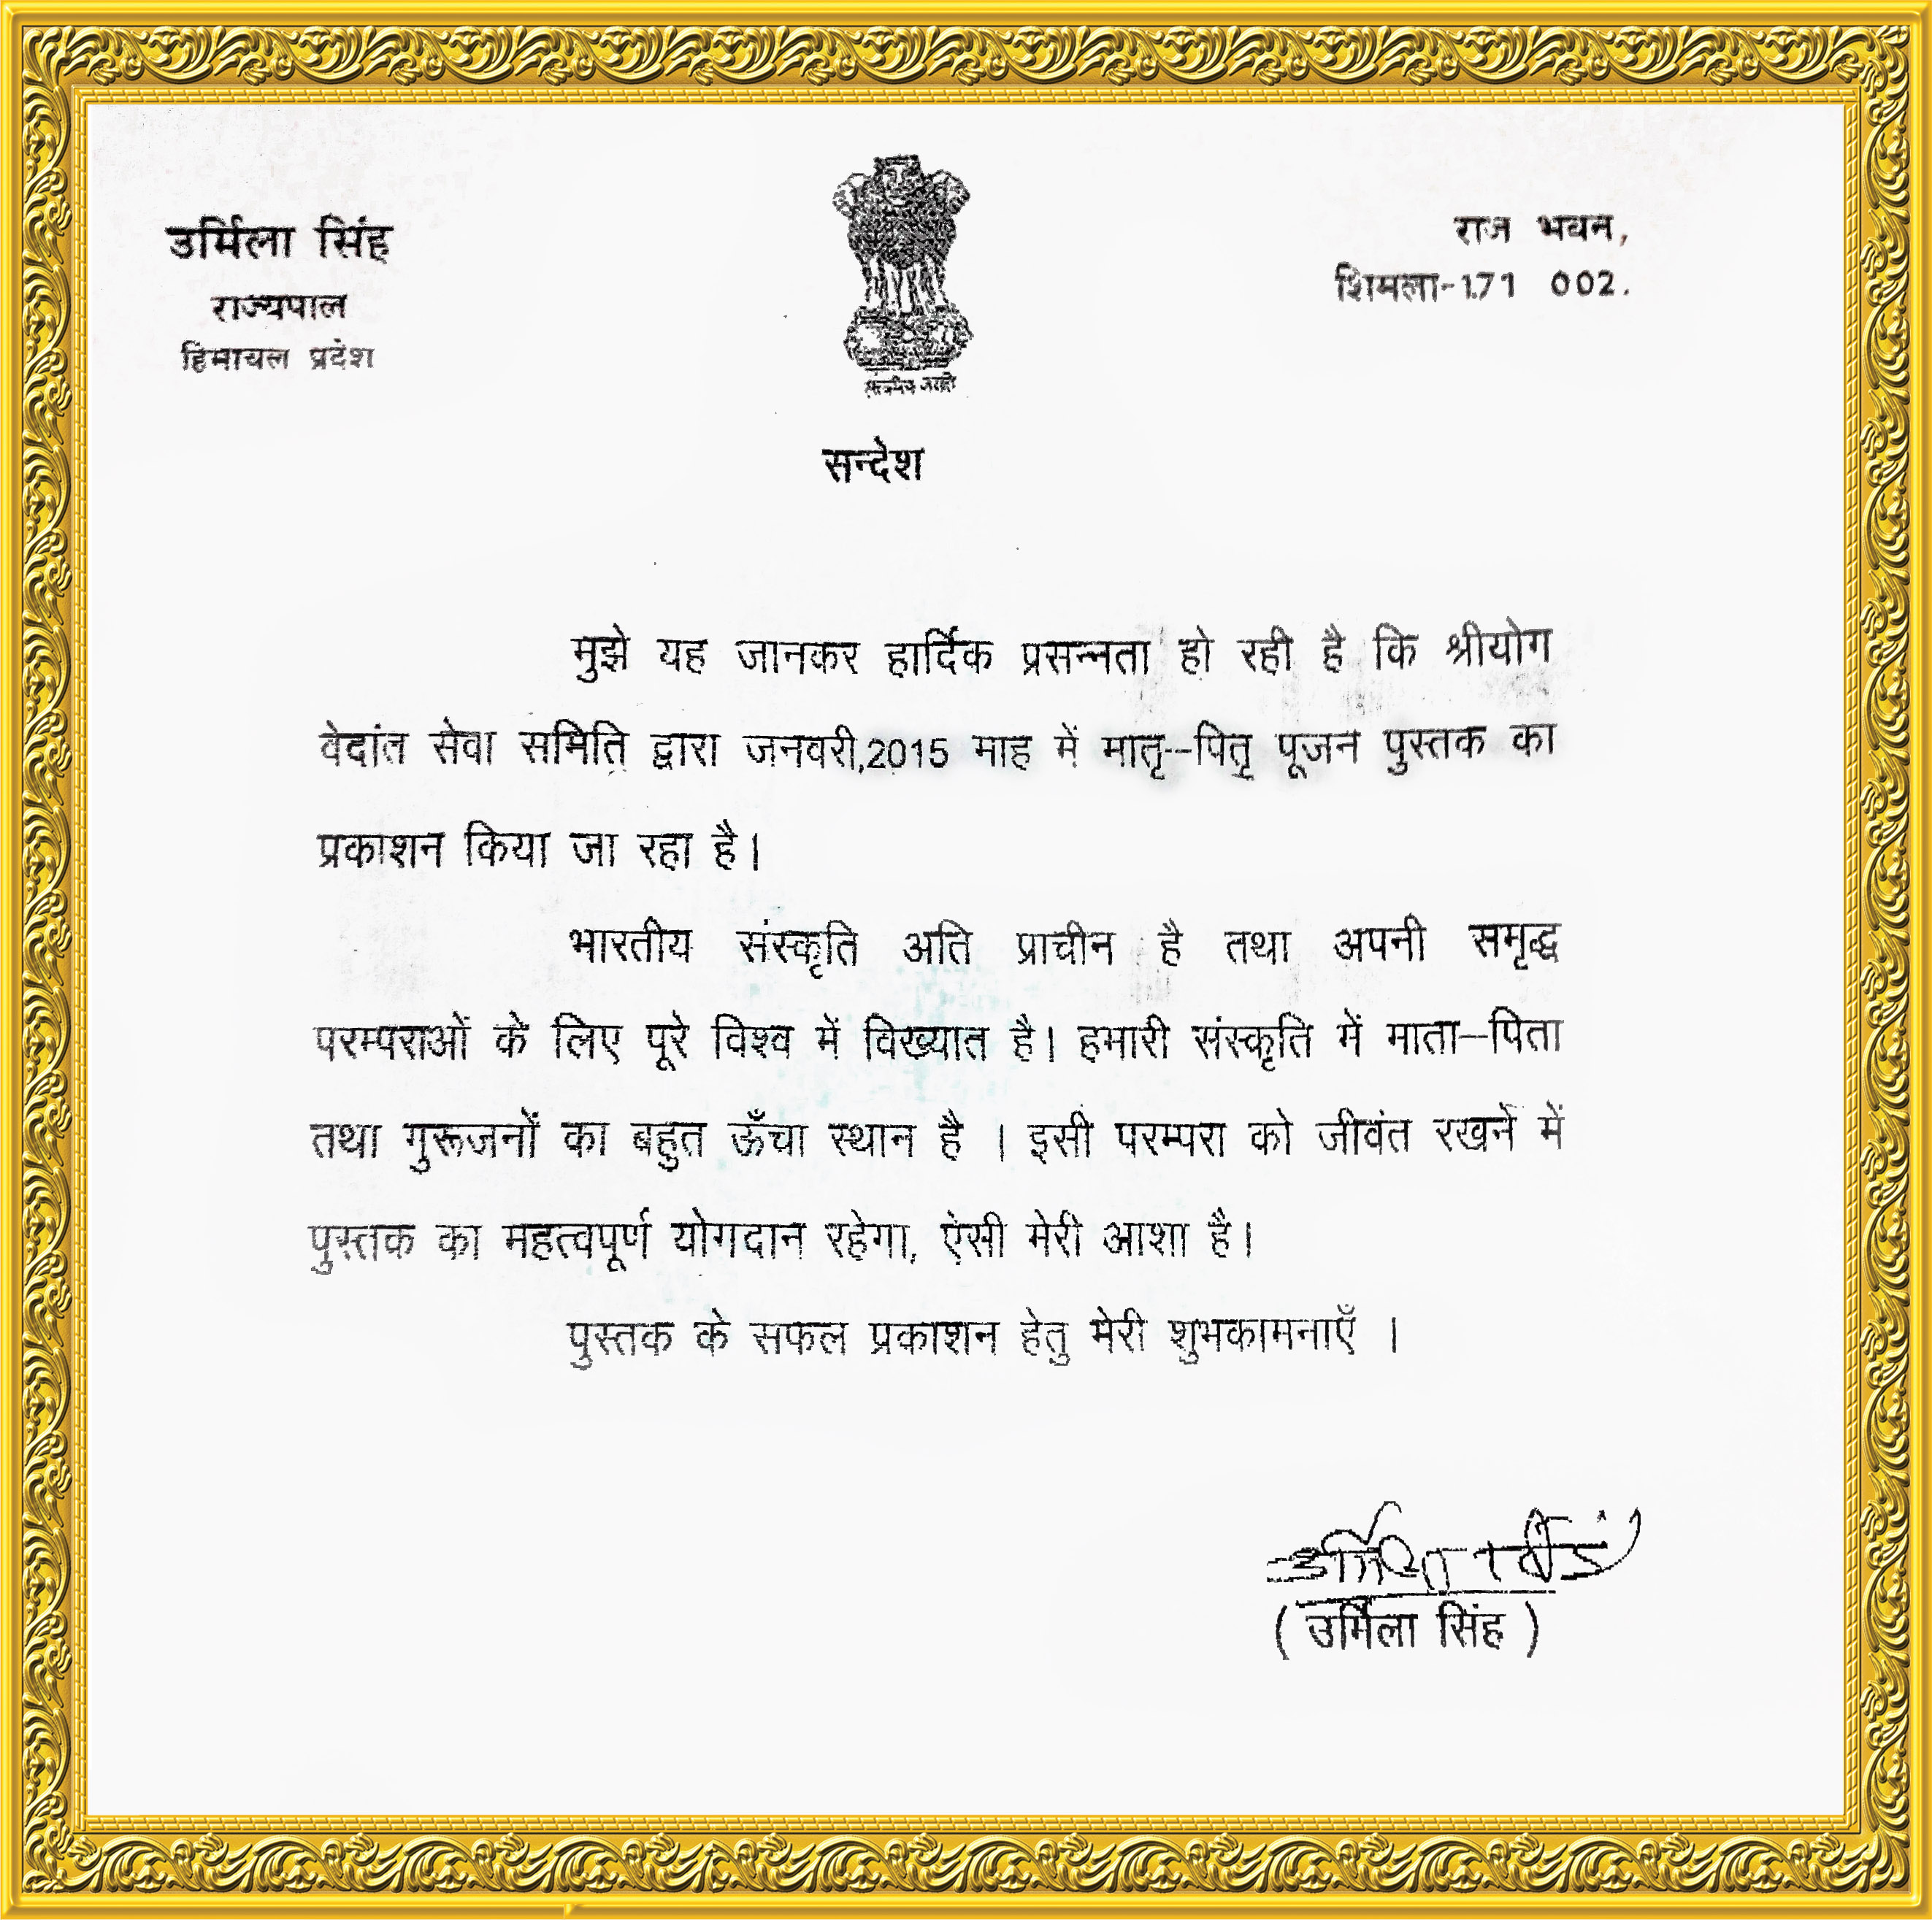 उर्मिला सिंह
राज्यपाल
हिमाचल प्रदेश
राज भवन,
शिमला-171 002.
सत्यमेव जयते
सन्देश
मुझे यह जानकर हार्दिक प्रसन्नता हो रही है कि श्रीयोग
वेदांत सेवा समिति द्वारा जनवरी,2015 माह में मातृ-पितृ पूजन पुस्तक का
प्रकाशन किया जा रहा है।
भारतीय संस्कृति अति प्राचीन है तथा अपनी समृद्ध
परम्पराओं के लिए पूरे विश्व में विख्यात है। हमारी संस्कृति में माता-पिता
तथा गुरूजनों का बहुत ऊँचा स्थान है । इसी परम्परा को जीवंत रखने में
पुस्तक का महत्वपूर्ण योगदान रहेगा, ऐसी मेरी आशा है।
पुस्तक के सफल प्रकाशन हेतु मेरी शुभकामनाएँ ।
उर्मिला सिंह
( उर्मिला सिंह )